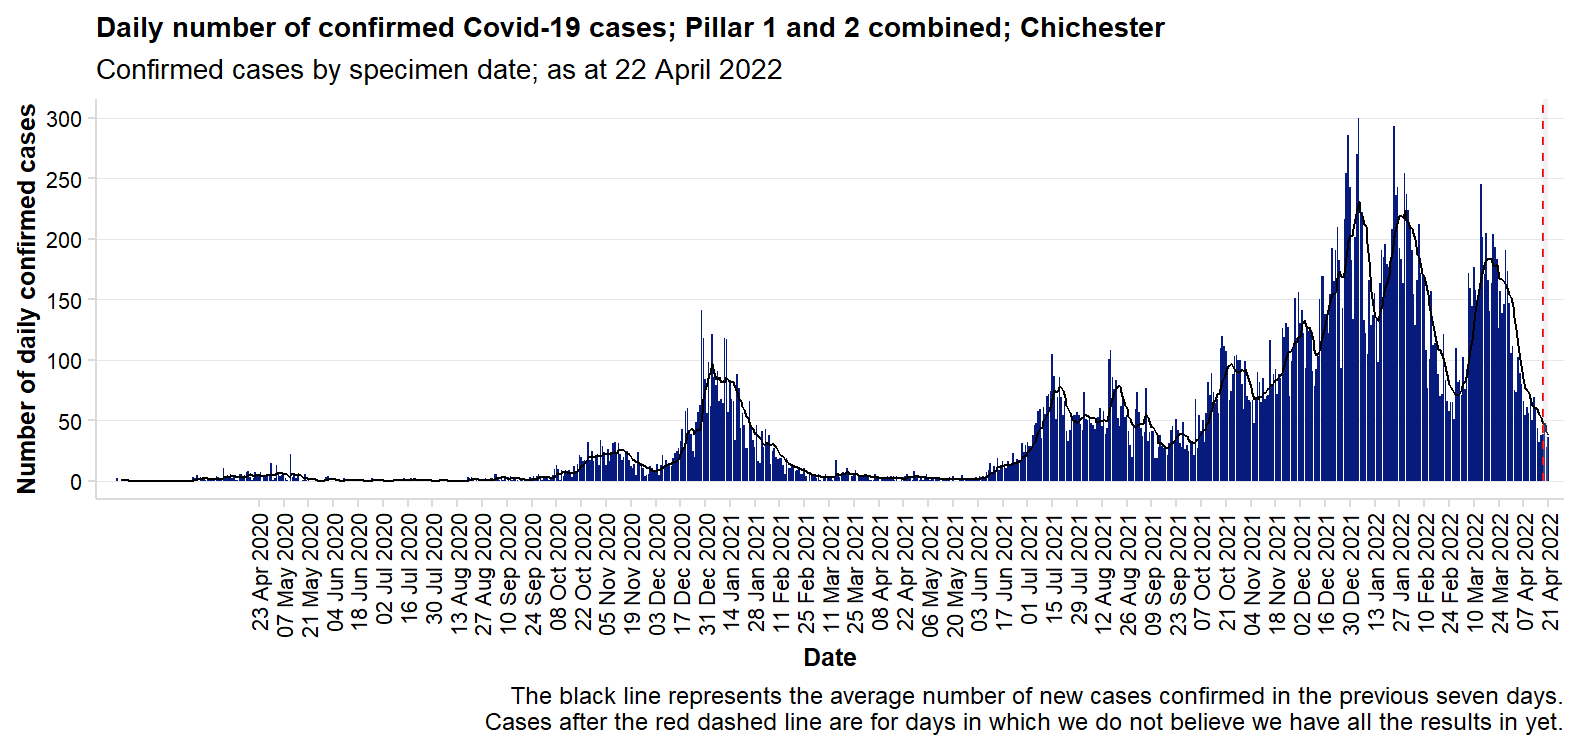 Daily number of confirmed Covid-19 cases; Pillar 1 and 2 combined; Chichester
Confirmed cases by specimen date; as at 22 April 2022
Number of daily confirmed cases
300
250
200
150
100
50
0
23 Apr 2020
07 May 2020
21 May 2020
04 Jun 2020
18 Jun 2020
02 Jul 2020
16 Jul 2020
30 Jul 2020
13 Aug 2020
27 Aug 2020
10 Sep 2020
24 Sep 2020
08 Oct 2020
22 Oct 2020
05 Nov 2020
19 Nov 2020
03 Dec 2020
17 Dec 2020
31 Dec 2020
14 Jan 2021
28 Jan 2021
11 Feb 2021
25 Feb 2021
11 Mar 2021
25 Mar 2021
08 Apr 2021
22 Apr 2021
06 May 2021
20 May 2021
03 Jun 2021
17 Jun 2021
01 Jul 2021
15 Jul 2021
29 Jul 2021
12 Aug 2021
26 Aug 2021
09 Sep 2021
23 Sep 2021
07 Oct 2021
21 Oct 2021
04 Nov 2021
18 Nov 2021
02 Dec 2021
16 Dec 2021
30 Dec 2021
13 Jan 2022
27 Jan 2022
10 Feb 2022
24 Feb 2022
10 Mar 2022
24 Mar 2022
07 Apr 2022
21 Apr 2022
Date
The black line represents the average number of new cases confirmed in the previous seven days.
Cases after the red dashed line are for days in which we do not believe we have all the results in yet.